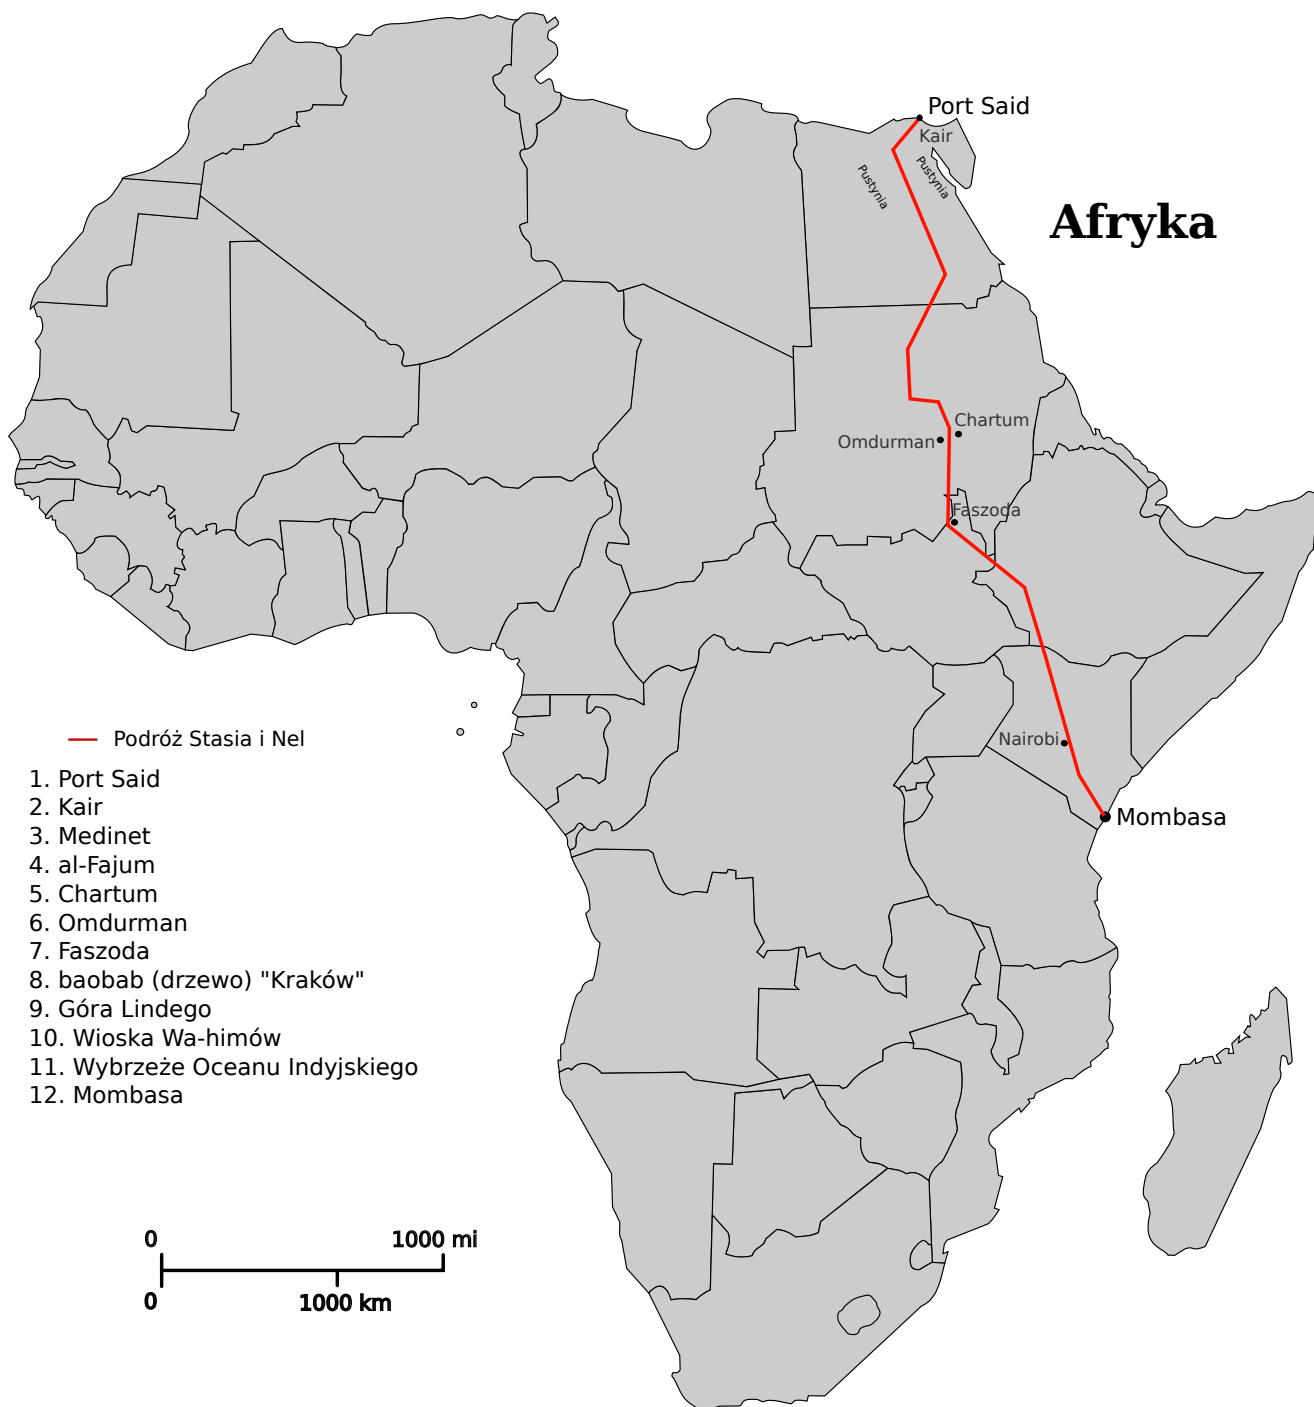 Port Said
Kair
Pustynia
Pustynia
Afryka
Chartum
Omdurman
Faszoda
Nairobi
Mombasa
Podróż Stasia i Nel
1. Port Said
2. Kair
3. Medinet
4. al-Fajum
5. Chartum
6. Omdurman
7. Faszoda
8. baobab (drzewo) "Kraków"
9. Góra Lindego
10. Wioska Wa-himów
11. Wybrzeże Oceanu Indyjskiego
12. Mombasa
0 1000 mi
0 1000 km